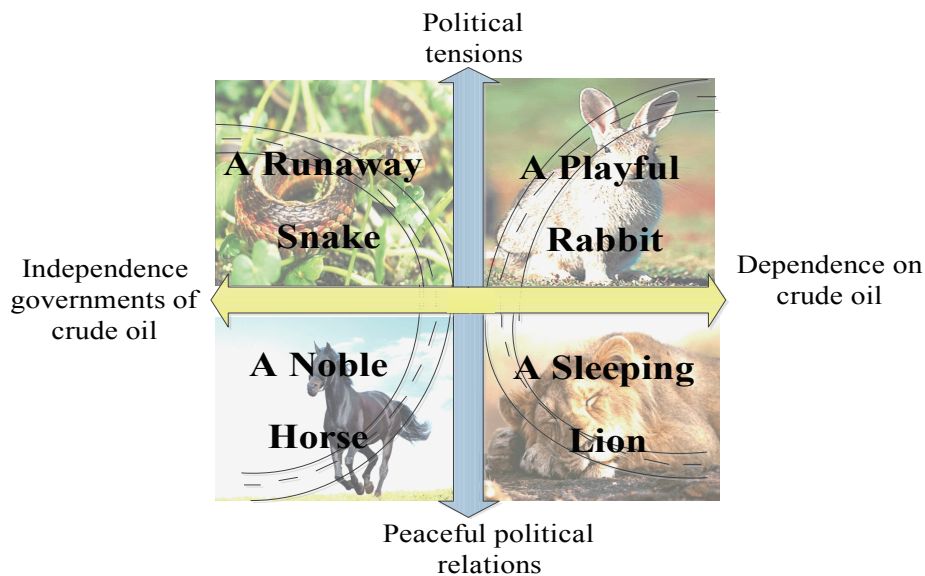 Political
tensions
A Runaway
Snake
A Playful
Rabbit
Independence
governments of
crude oil
Dependence on
crude oil
A Noble
Horse
A Sleeping
Lion
Peaceful political
relations